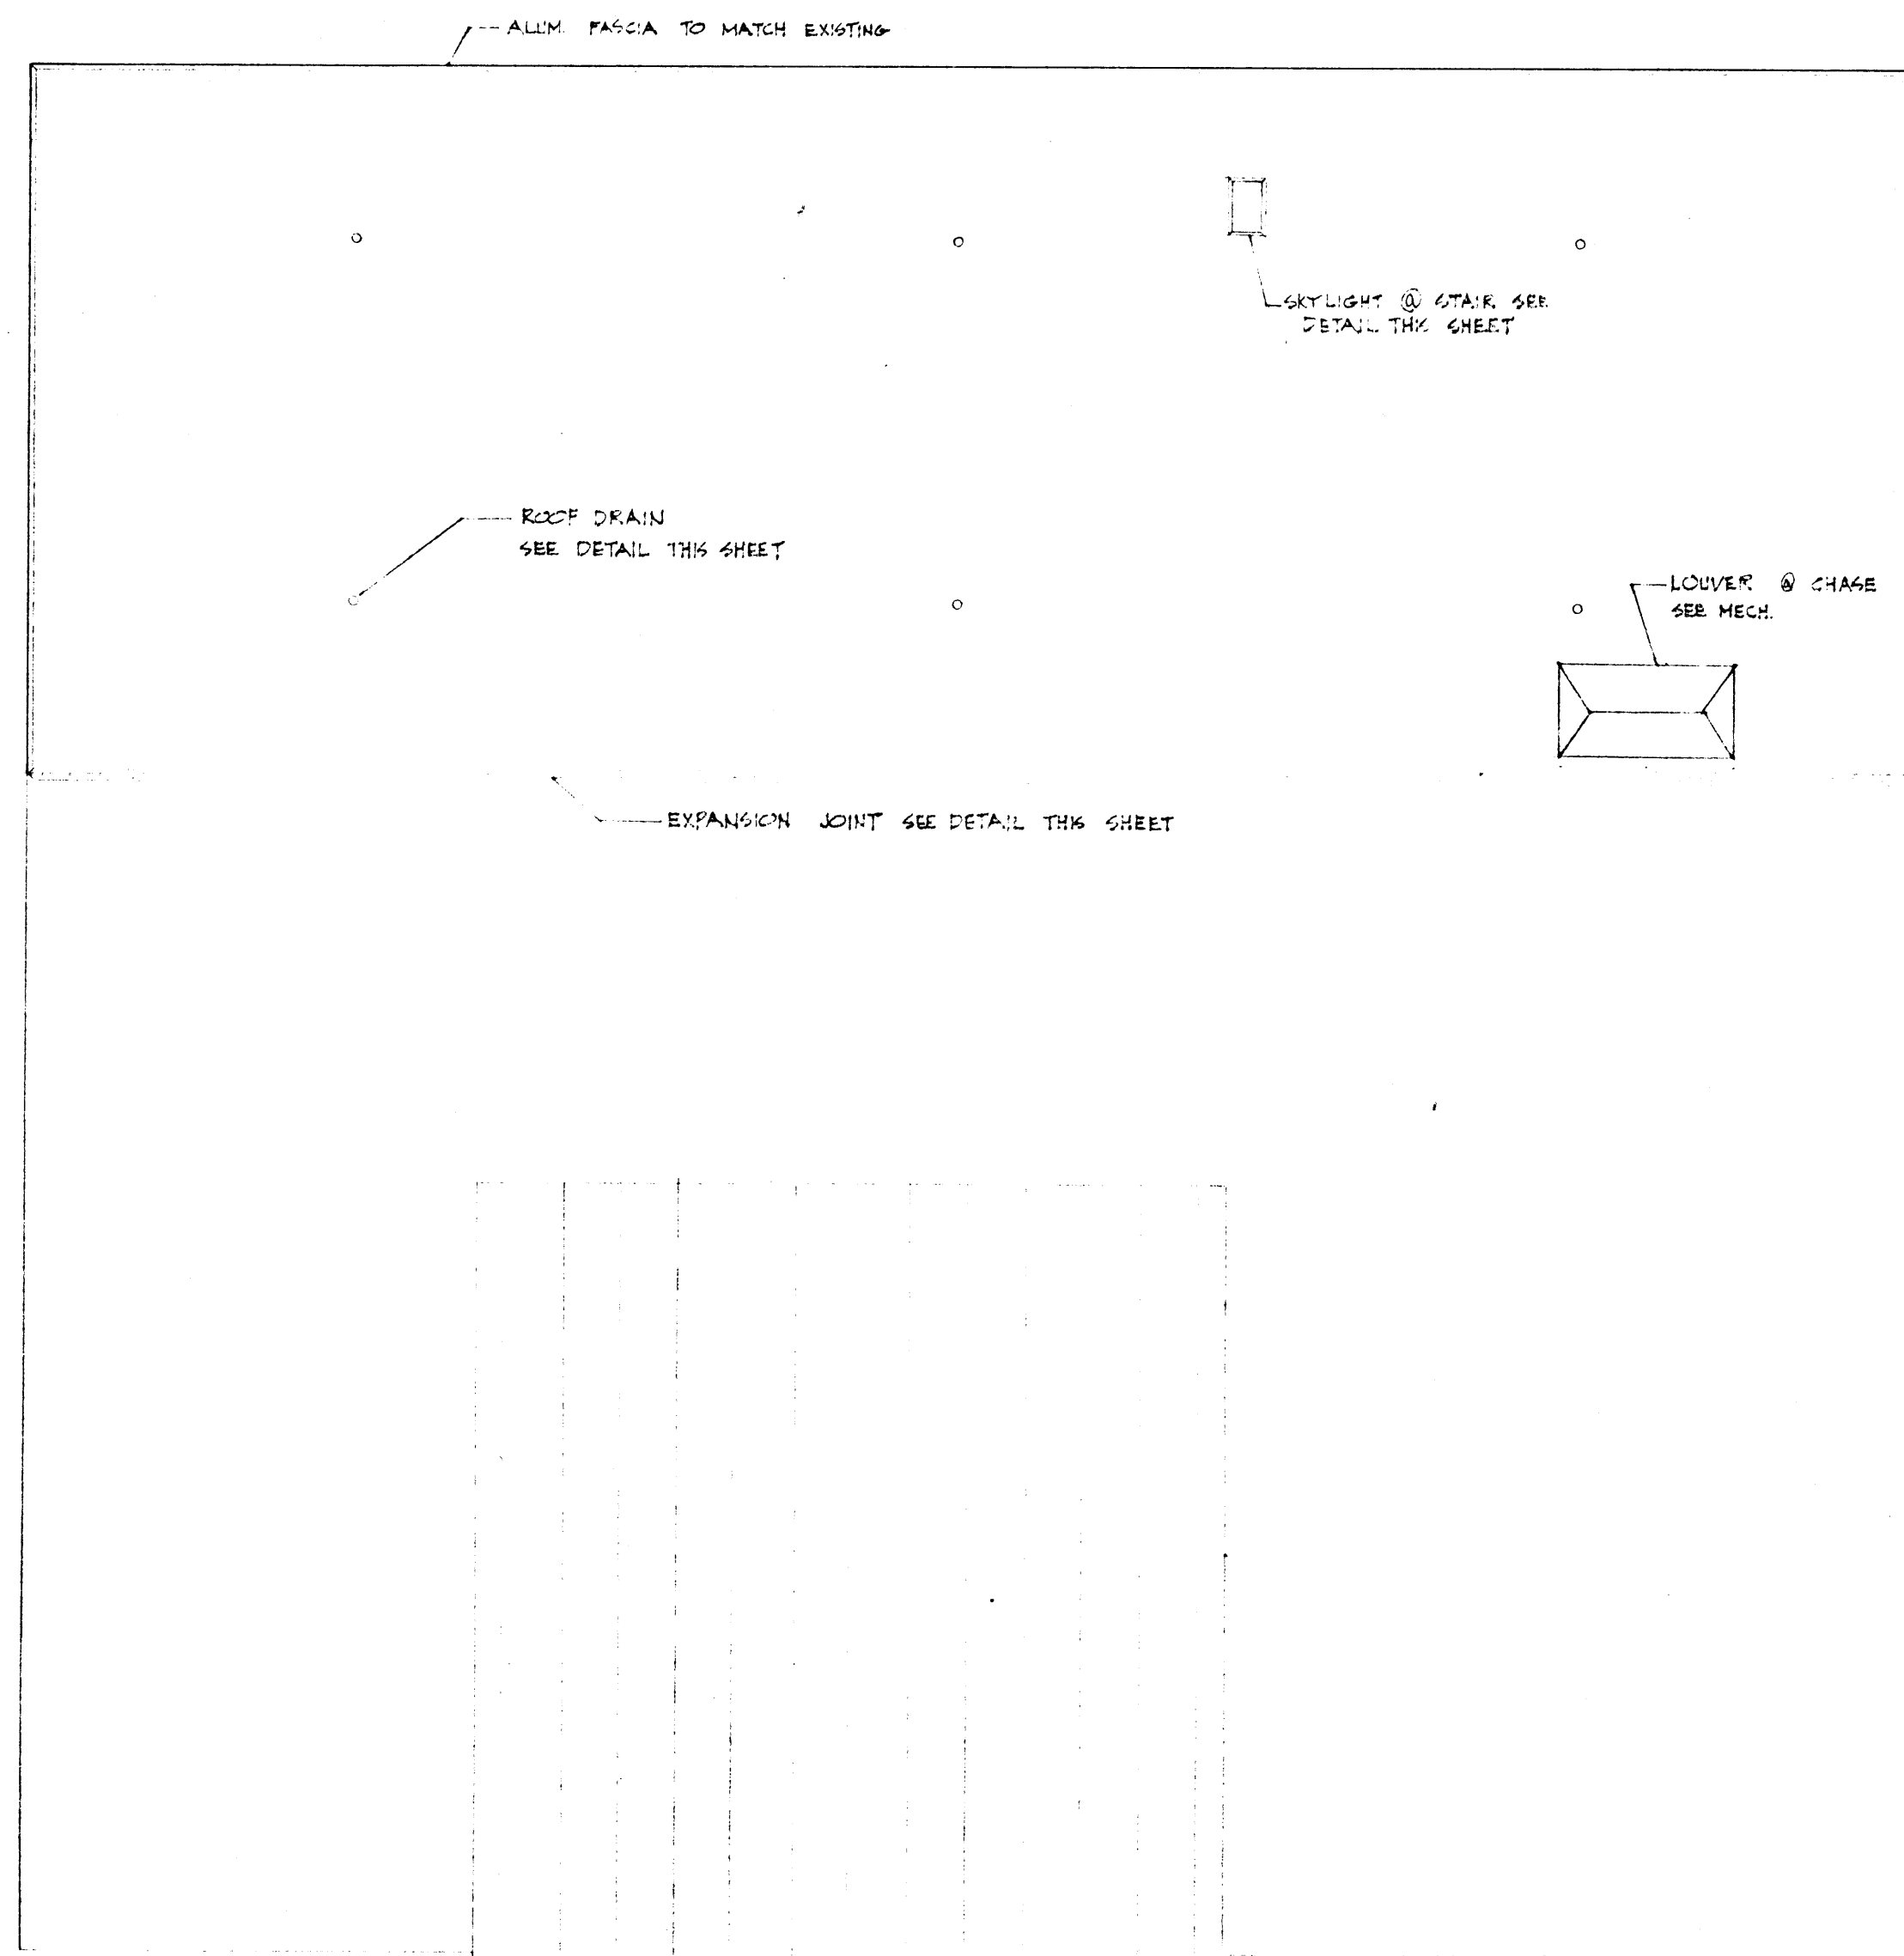 ALUM. FASCIA TO MATCH EXISTING
SKYLIGHT @ STAIR SEE
DETAIL THIS SHEET
ROOF DRAIN
SEE DETAIL THIS SHEET
LOUVER @ CHASE
SEE MECH.
EXPANSION JOINT SEE DETAIL THIS SHEET